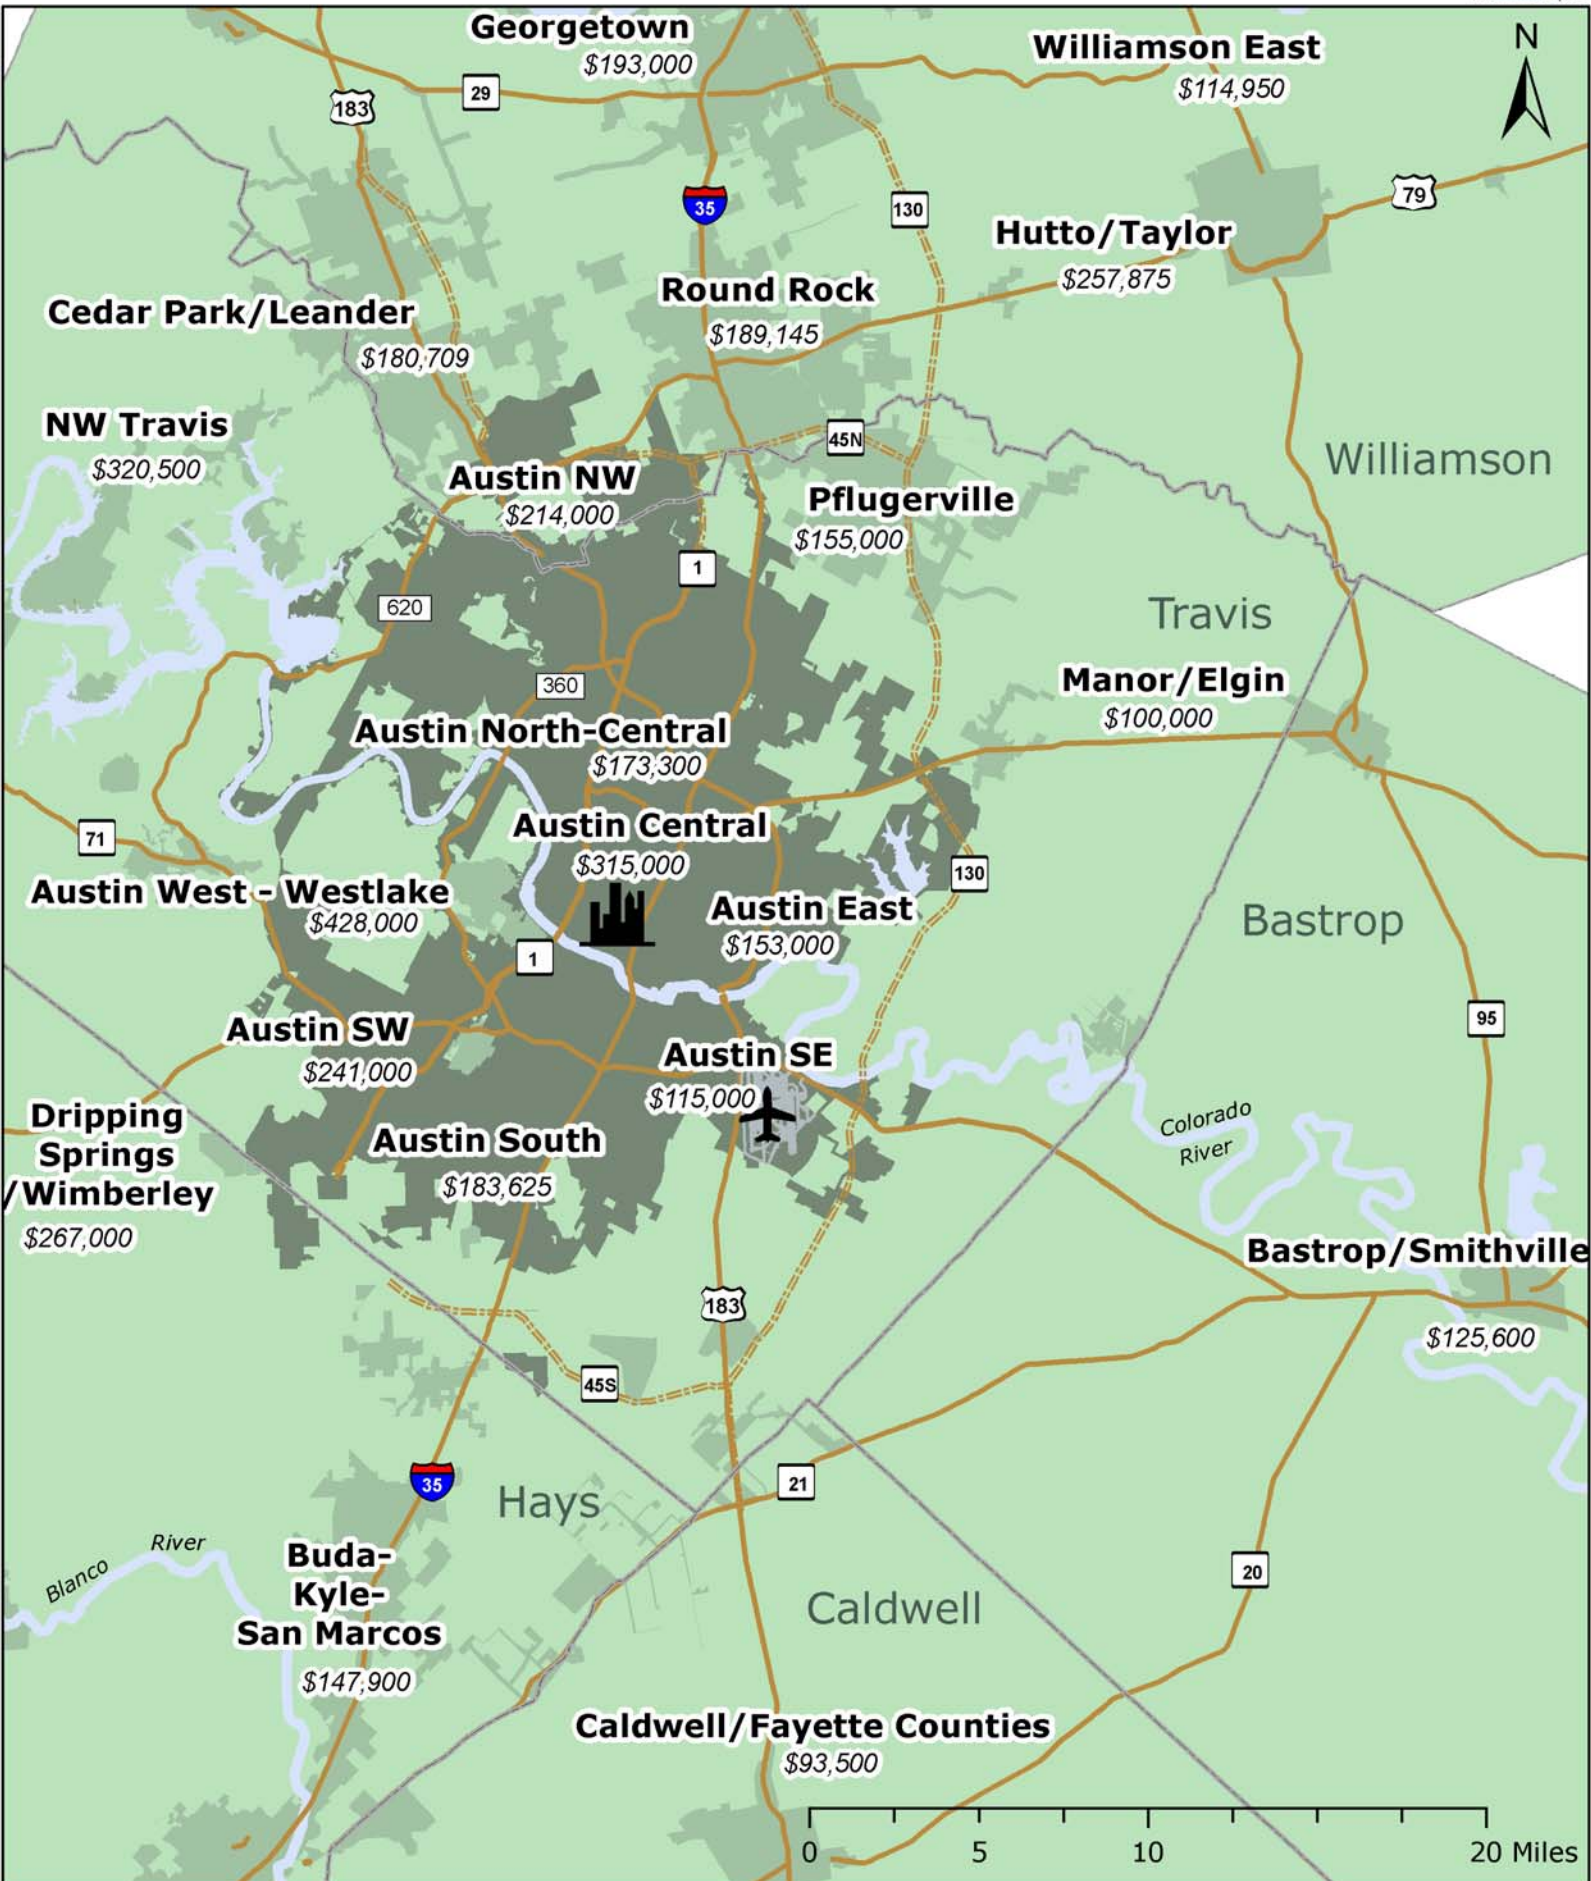 Georgetown
$193,000
Williamson East
$114,950
N
29
183
35
130
79
Hutto/Taylor
$257,875
Round Rock
$189,145
Cedar Park/Leander
$180,709
NW Travis
$320,500
45N
Williamson
Austin NW
$214,000
Pflugerville
$155,000
1
620
Travis
360
Manor/Elgin
$100,000
Austin North-Central
$173,300
Austin Central
$315,000
71
130
Austin West - Westlake
$428,000
Austin East
$153,000
Bastrop
1
95
Austin SW
$241,000
Austin SE
$115,000
Dripping
Springs
/Wimberley
$267,000
Colorado
River
Austin South
$183,625
Bastrop/Smithville
$125,600
183
45S
35
21
Hays
Blanco
River
20
Buda-
Kyle-
San Marcos
$147,900
Caldwell
Caldwell/Fayette Counties
$93,500
0 5 10 20 Miles